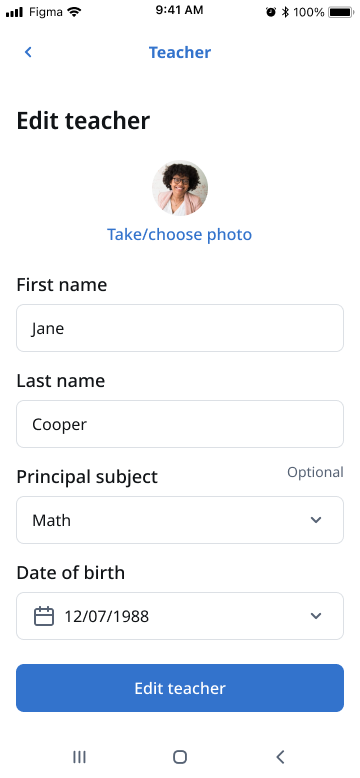 Figma 9:41 AM 100%
Teacher
Edit teacher
Take/choose photo
First name
Jane
Last name
Cooper
Principal subject Optional
Math
Date of birth
12/07/1988
Edit teacher